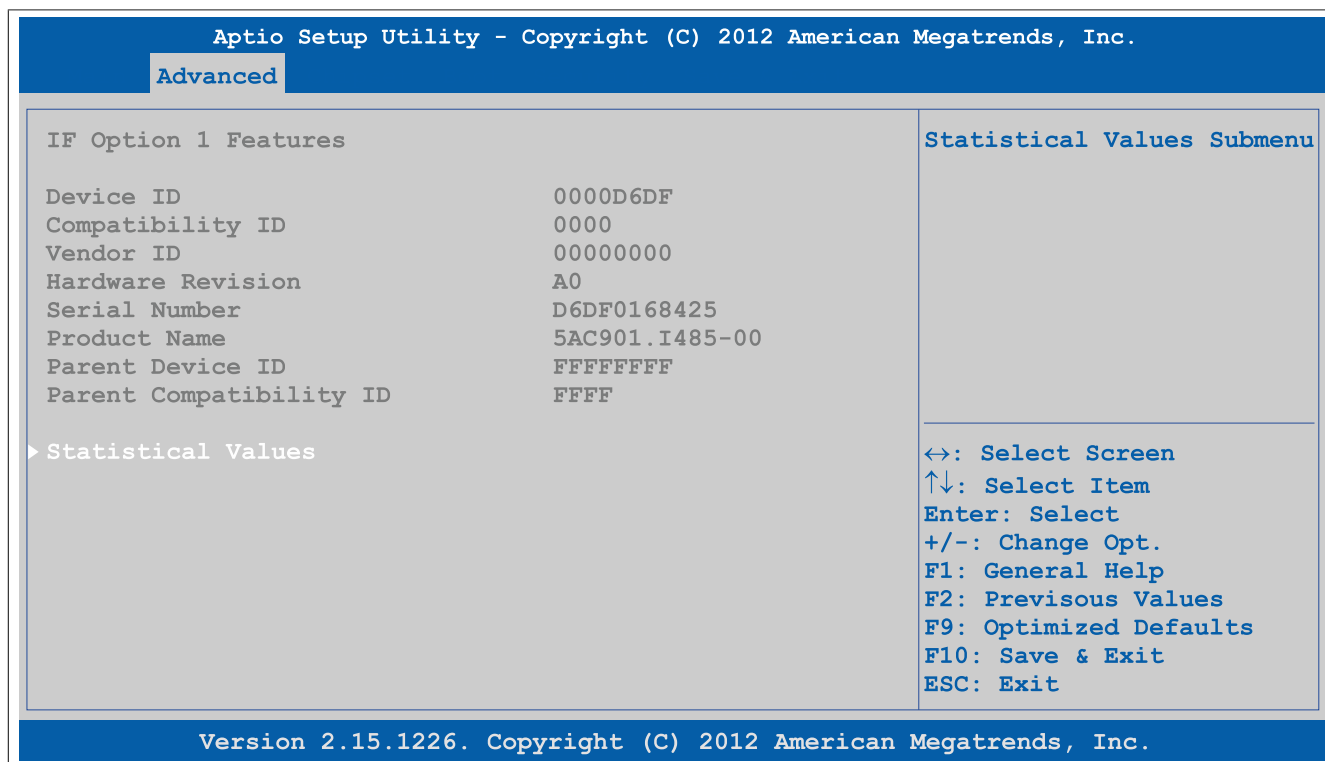 Aptio Setup Utility - Copyright (C) 2012 American Megatrends, Inc.
Advanced
IF Option 1 Features
Device ID 0000D6DF
Compatibility ID 0000
Vendor ID 00000000
Hardware Revision A0
Serial Number D6DF0168425
Product Name 5AC901.I485-00
Parent Device ID FFFFFFFF
Parent Compatibility ID FFFF
Statistical Values
Statistical Values Submenu
↔: Select Screen
↑↓: Select Item
Enter: Select
+/-: Change Opt.
F1: General Help
F2: Previsous Values
F9: Optimized Defaults
F10: Save & Exit
ESC: Exit
Version 2.15.1226. Copyright (C) 2012 American Megatrends, Inc.